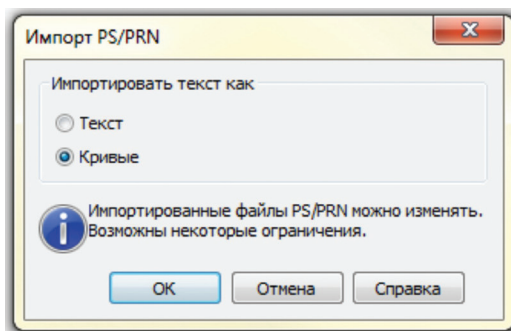 Импорт PS/PRN
Импортировать текст как
Текст
Кривые
Импортированные файлы PS/PRN можно изменять.
Возможны некоторые ограничения.
OK
Отмена
Справка